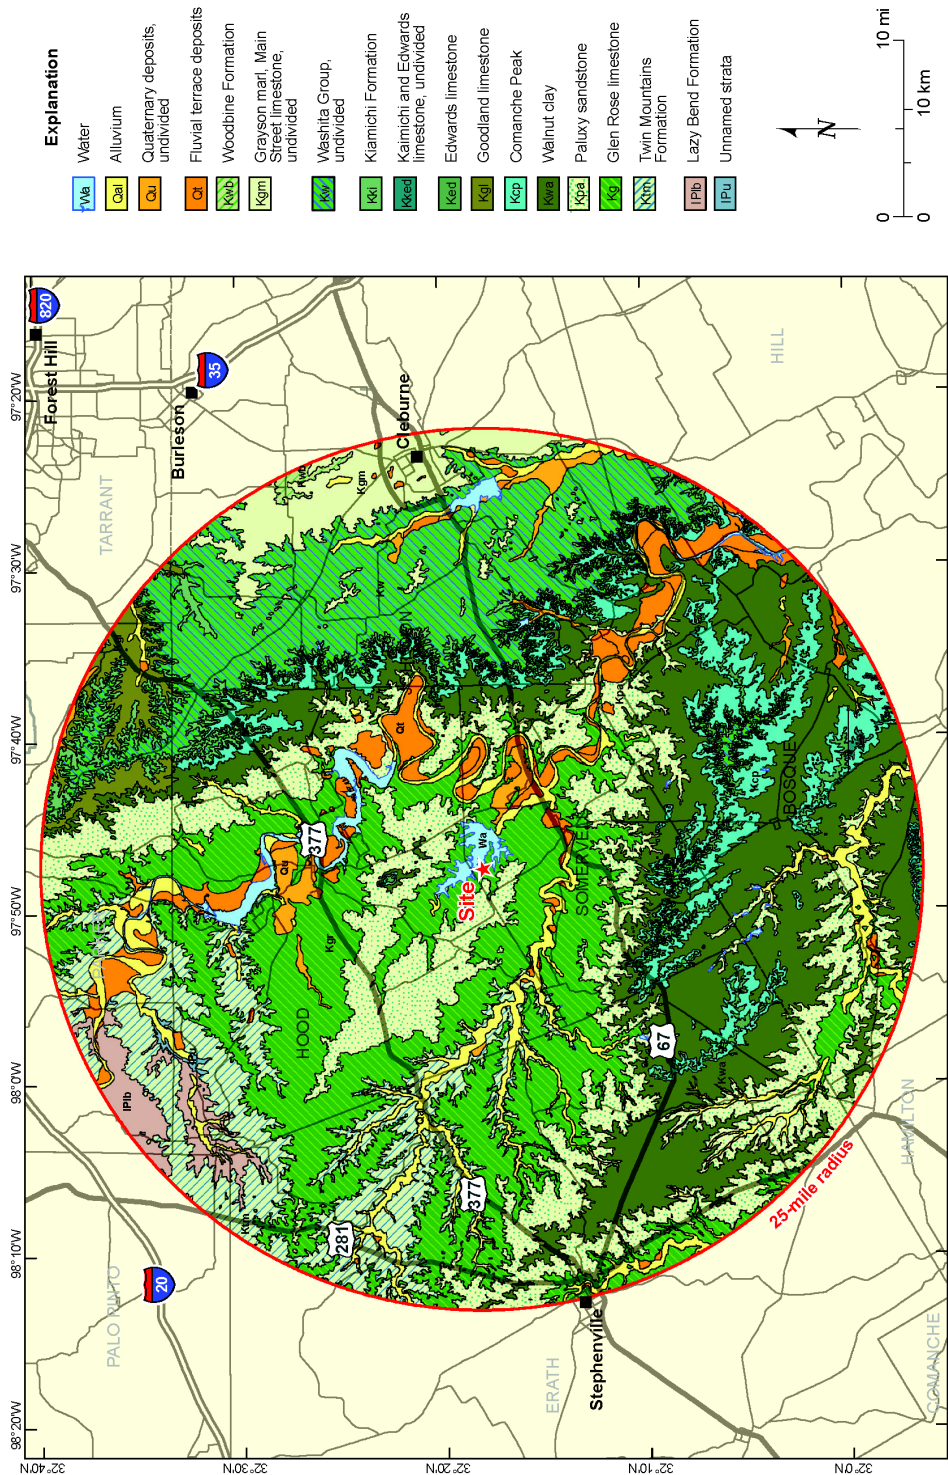 Explanation
Wa
Water
Qal
Alluvium
Qu
Quaternary deposits,
undivided
Qt
Fluvial terrace deposits
Kwb
Woodbine Formation
Kgm
Grayson marl, Main
Street limestone,
undivided
Kw
Washita Group,
undivided
Kki
Kiamichi Formation
Kked
Kaimichi and Edwards
limestone, undivided
Ked
Edwards limestone
Kgl
Goodland limestone
Kcp
Comanche Peak
Kwa
Walnut clay
Kpa
Paluxy sandstone
Kg
Glen Rose limestone
Ktm
Twin Mountains
Formation
IPlb
Lazy Bend Formation
IPu
Unnamed strata
N
0 10 mi
0 10 km
98°20'W
98°10'W
98°0'W
97°50'W
97°40'W
97°30'W
97°20'W
32°40'N
32°30'N
32°20'N
32°10'N
32°0'N
820
Forest Hill
35
Burleson
TARRANT
Cleburne
HILL
Kwb
Kgm
Kw
Qt
377
Qu
Wa
Site
SOMERVELL
BOSQUE
Kgr
HOOD
IPlb
67
Kwa
377
281
20
PALO PINTO
ERATH
Stephenville
HAMILTON
COMANCHE
25-mile radius